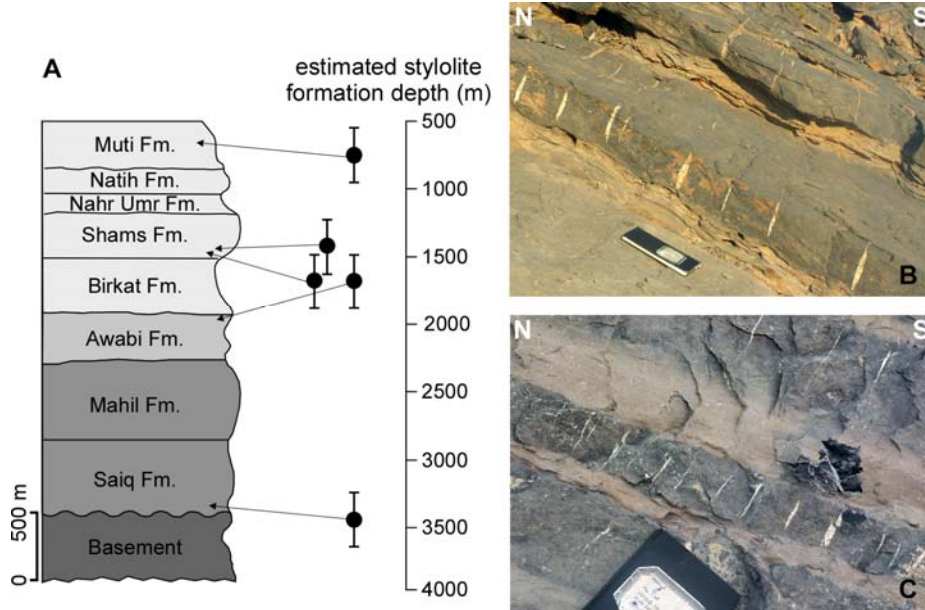 A
estimated stylolite
formation depth (m)
Muti Fm.
Natih Fm.
Nahr Umr Fm.
Shams Fm.
Birkat Fm.
Awabi Fm.
Mahil Fm.
Saiq Fm.
Basement
0 500 m
500
1000
1500
2000
2500
3000
3500
4000
N S
B
N S
C